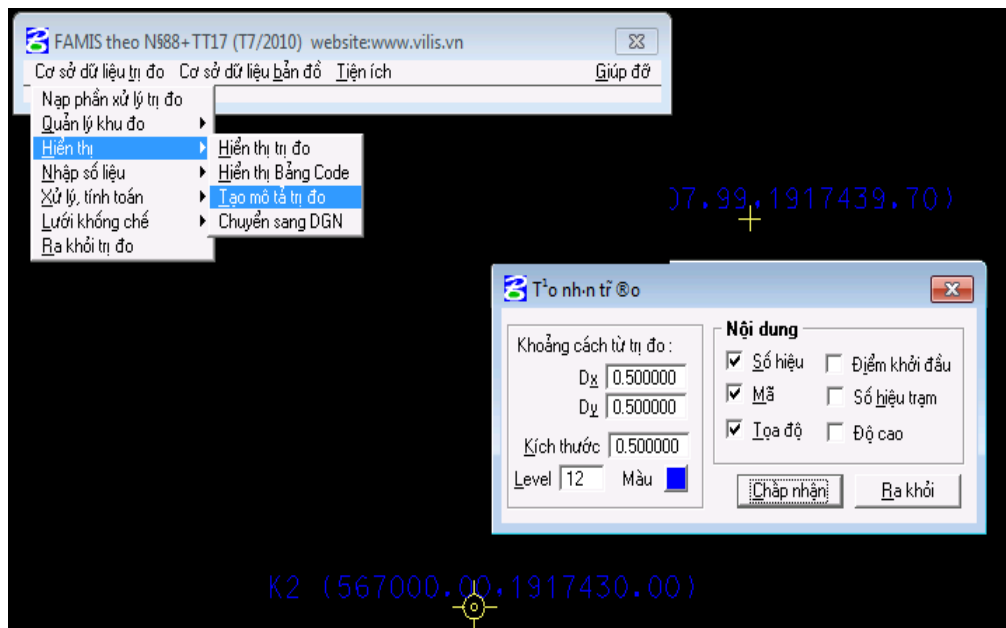 FAMIS theo N§88+TT17 (T7/2010) website:www.vilis.vn
Cơ sở dữ liệu trị đo Cơ sở dữ liệu bản đồ Tiện ích Giúp đỡ
Nạp phần xử lý trị đo
Quản lý khu đo
Hiển thị
Nhập số liệu
Xử lý, tính toán
Lưới khống chế
Ra khỏi trị đo
Hiển thị trị đo
Hiển thị Bảng Code
Tạo mô tả trị đo
Chuyển sang DGN
07.99,1917439.70)
T¹o nh·n trÞ ®o
Khoảng cách từ trị đo :
Dx 0.500000
Dy 0.500000
Kích thước 0.500000
Level 12 Màu
Nội dung
Số hiệu Điểm khởi đầu
Mã Số hiệu trạm
Tọa độ Độ cao
Chấp nhận Ra khỏi
K2 (567000.00,1917430.00)